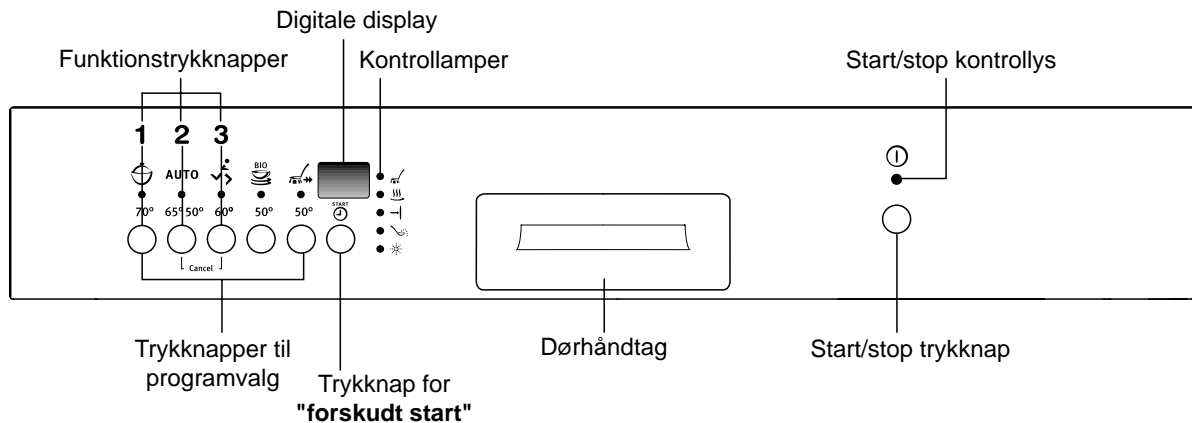 Digitale display
Funktionstrykknapper
Kontrollamper
Start/stop kontrollys
1 2 3
BIO
AUTO
START
70° 65° 50° 60° 50° 50°
Cancel
Trykknapper til
programvalg
Trykknap for
"forskudt start"
Dørhåndtag
Start/stop trykknap